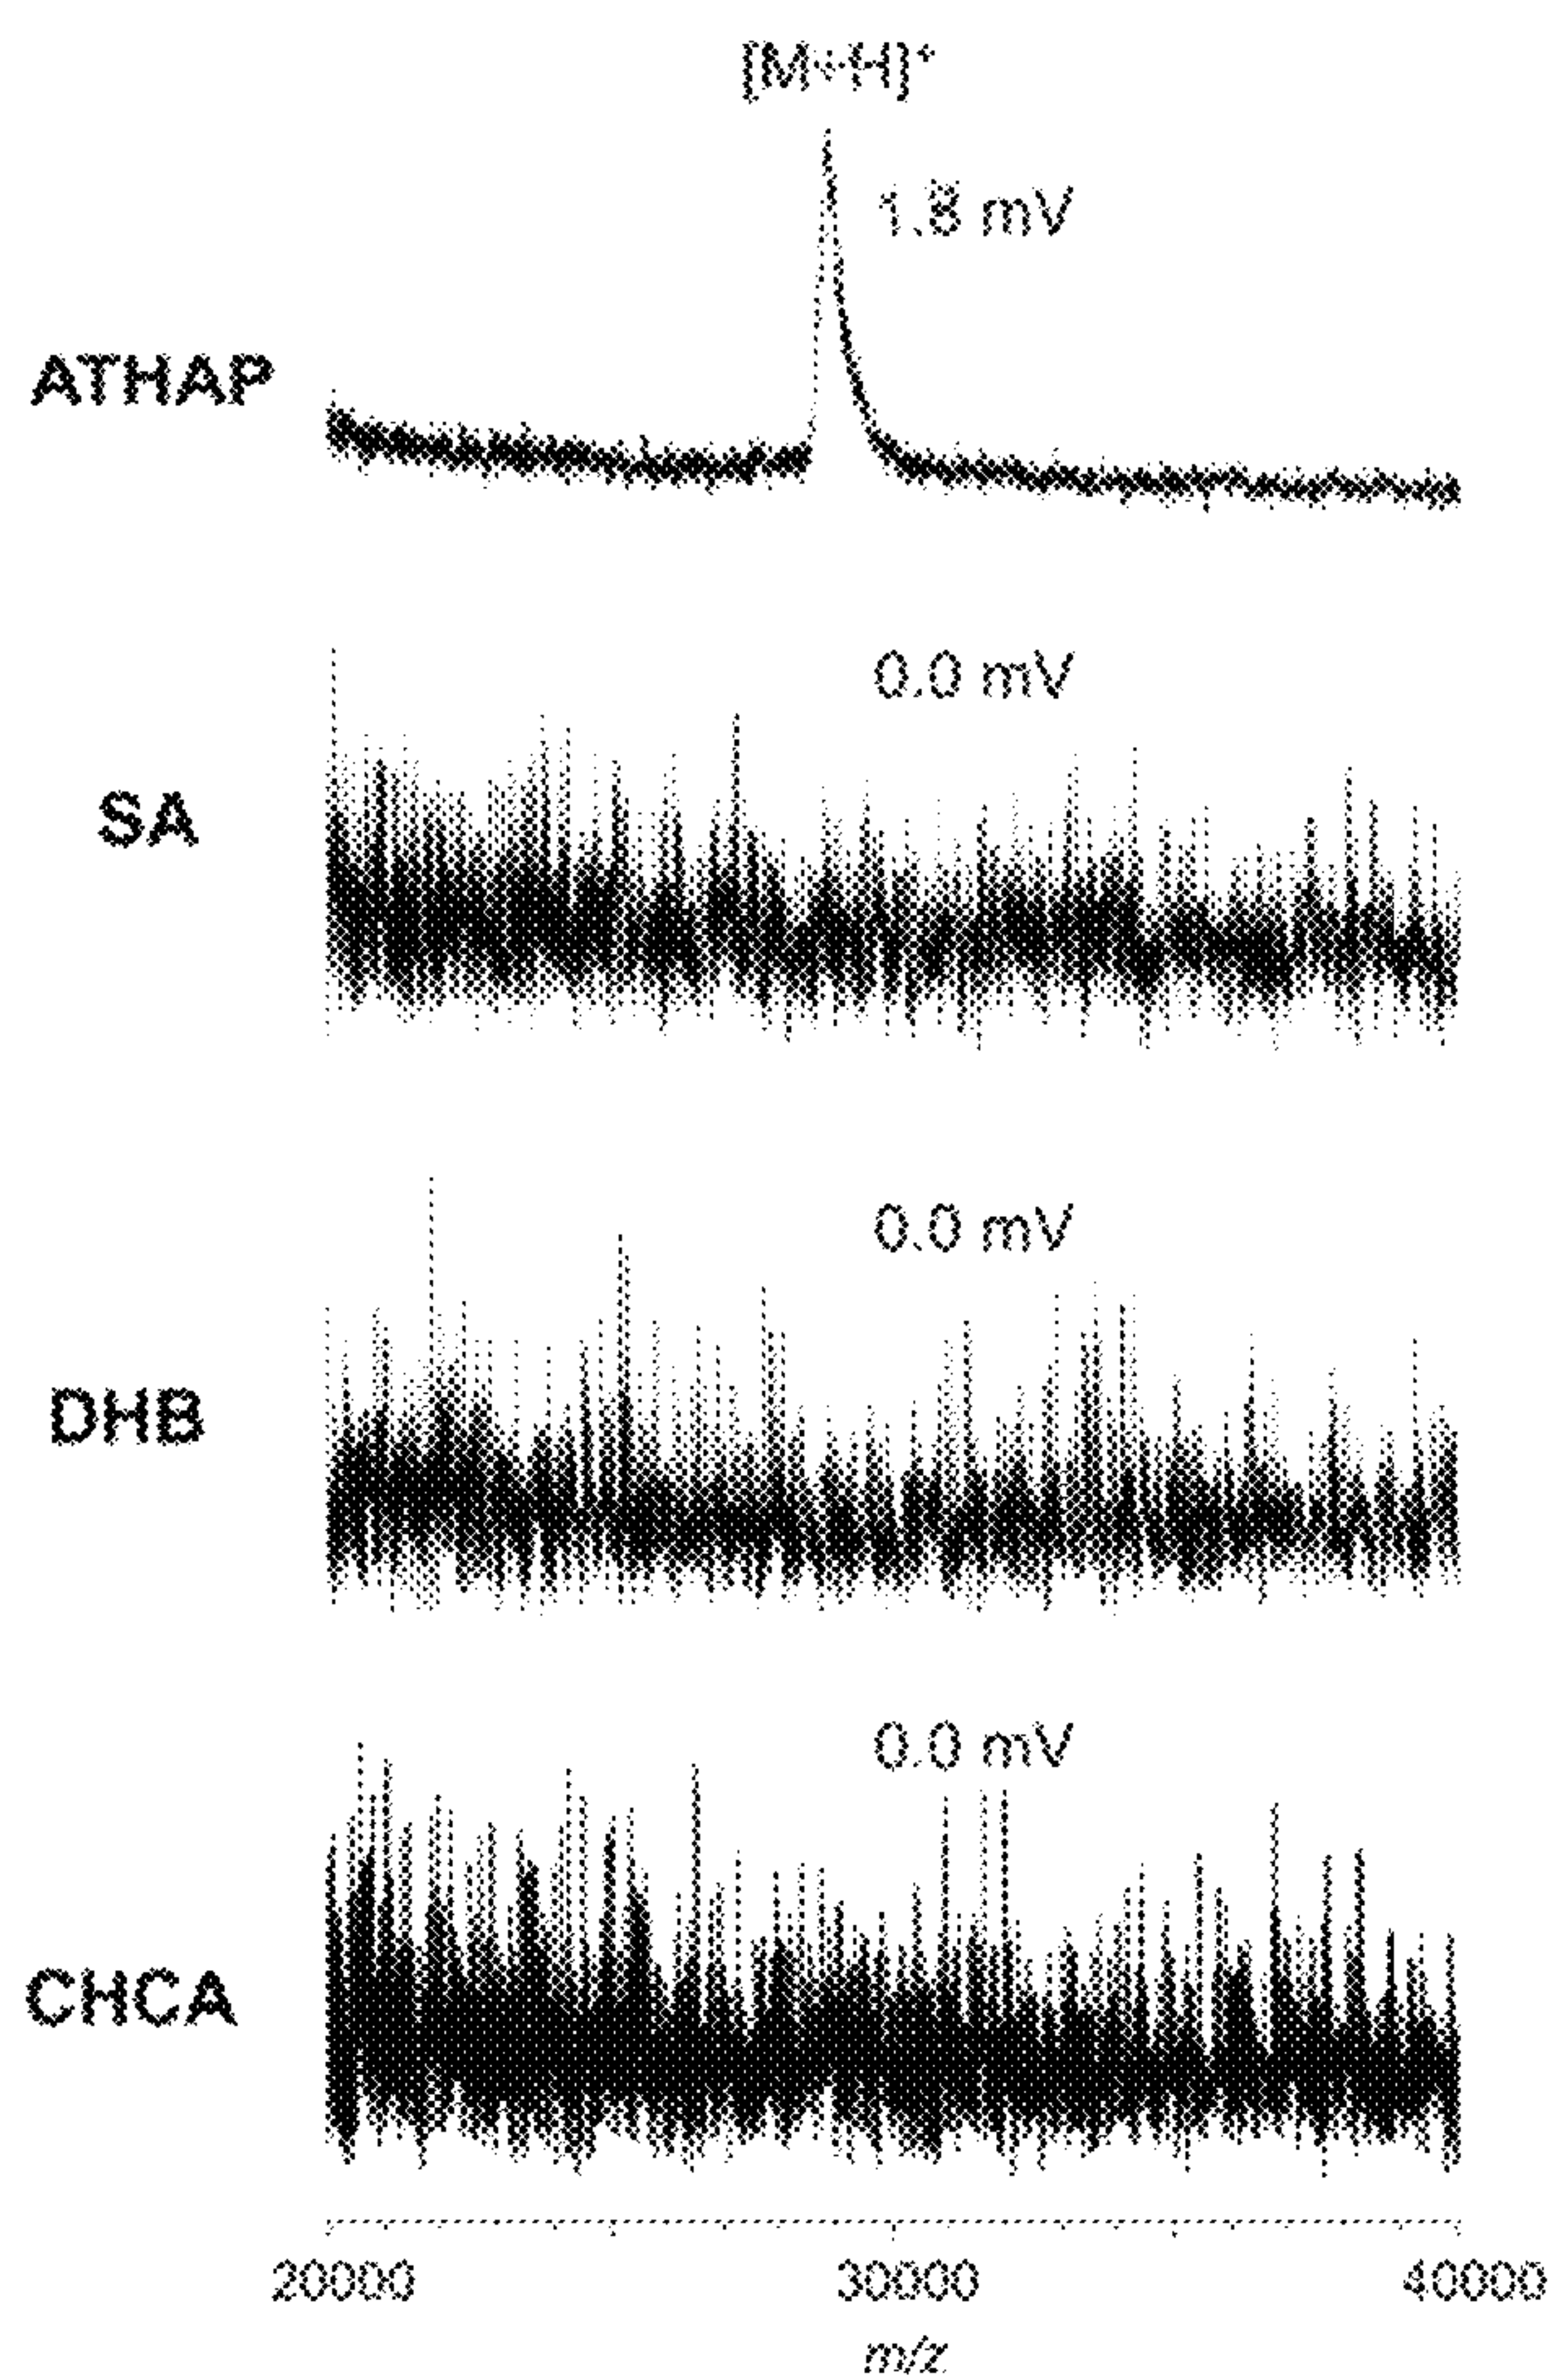 [M+H]⁺
1.8 mV
ATHAP
0.0 mV
SA
0.0 mV
DHB
0.0 mV
CHCA
20000 30000 40000
m/z